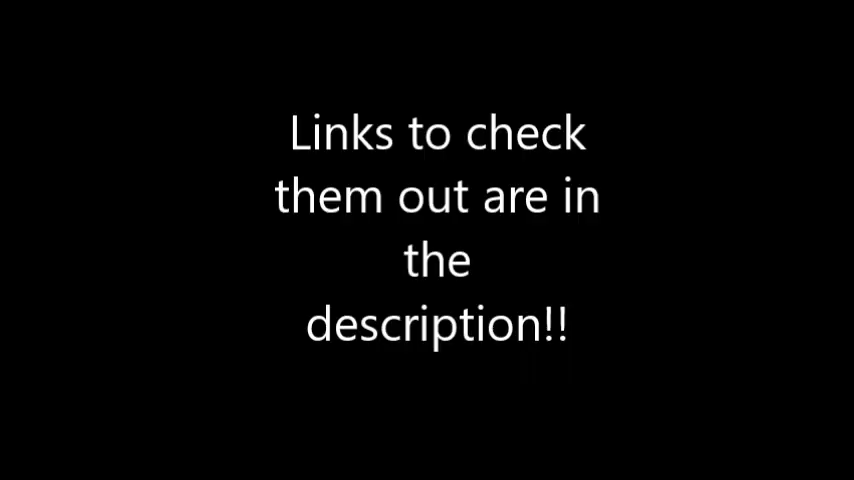 Links to check
them out are in
the
description!!